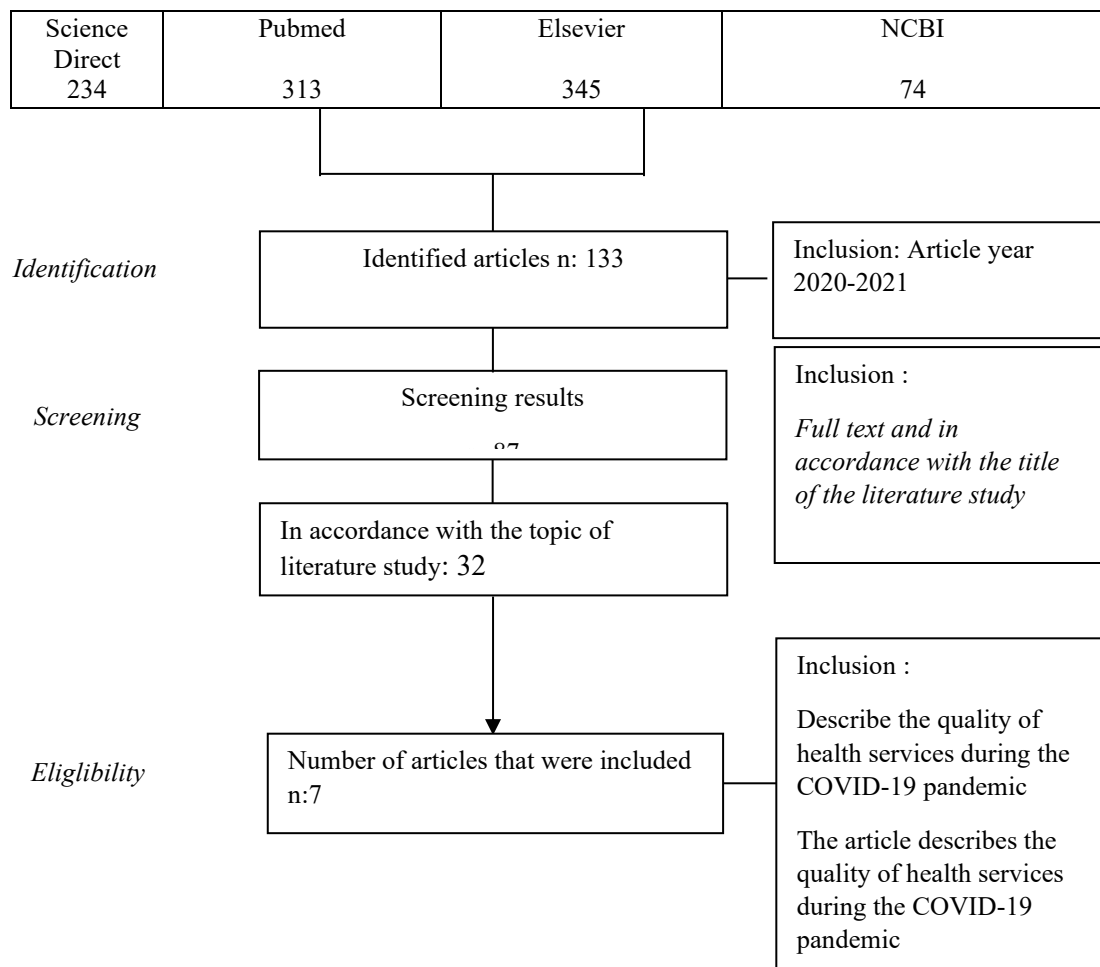 Science Direct
234
Pubmed
313
Elsevier
345
NCBI
74
Identification
Identified articles n: 133
Inclusion: Article year
2020-2021
Screening
Screening results
Inclusion :
Full text and in
accordance with the title
of the literature study
In accordance with the topic of
literature study: 32
Eliglibility
Number of articles that were included
n:7
Inclusion :
Describe the quality of
health services during the
COVID-19 pandemic
The article describes the
quality of health services
during the COVID-19
pandemic